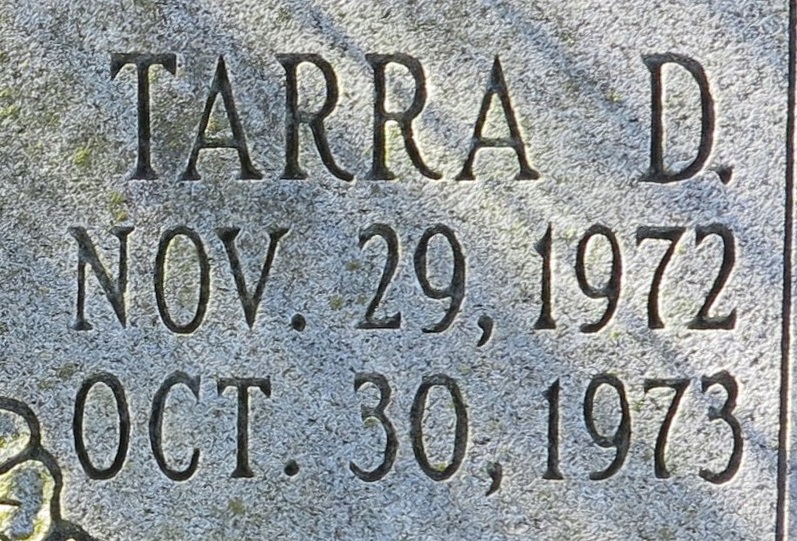 TARRA D.
NOV. 29, 1972
OCT. 30, 1973